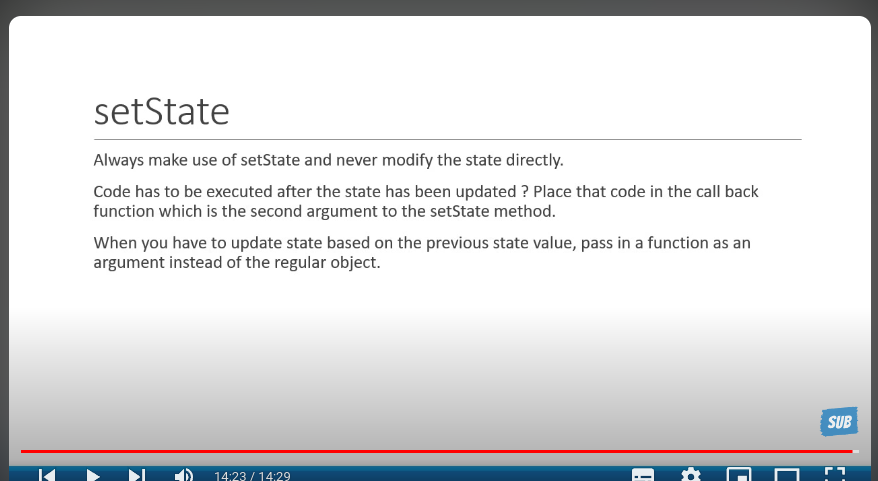 setState
Always make use of setState and never modify the state directly.
Code has to be executed after the state has been updated ? Place that code in the call back
function which is the second argument to the setState method.
When you have to update state based on the previous state value, pass in a function as an
argument instead of the regular object.
SUB
14:23 / 14:29